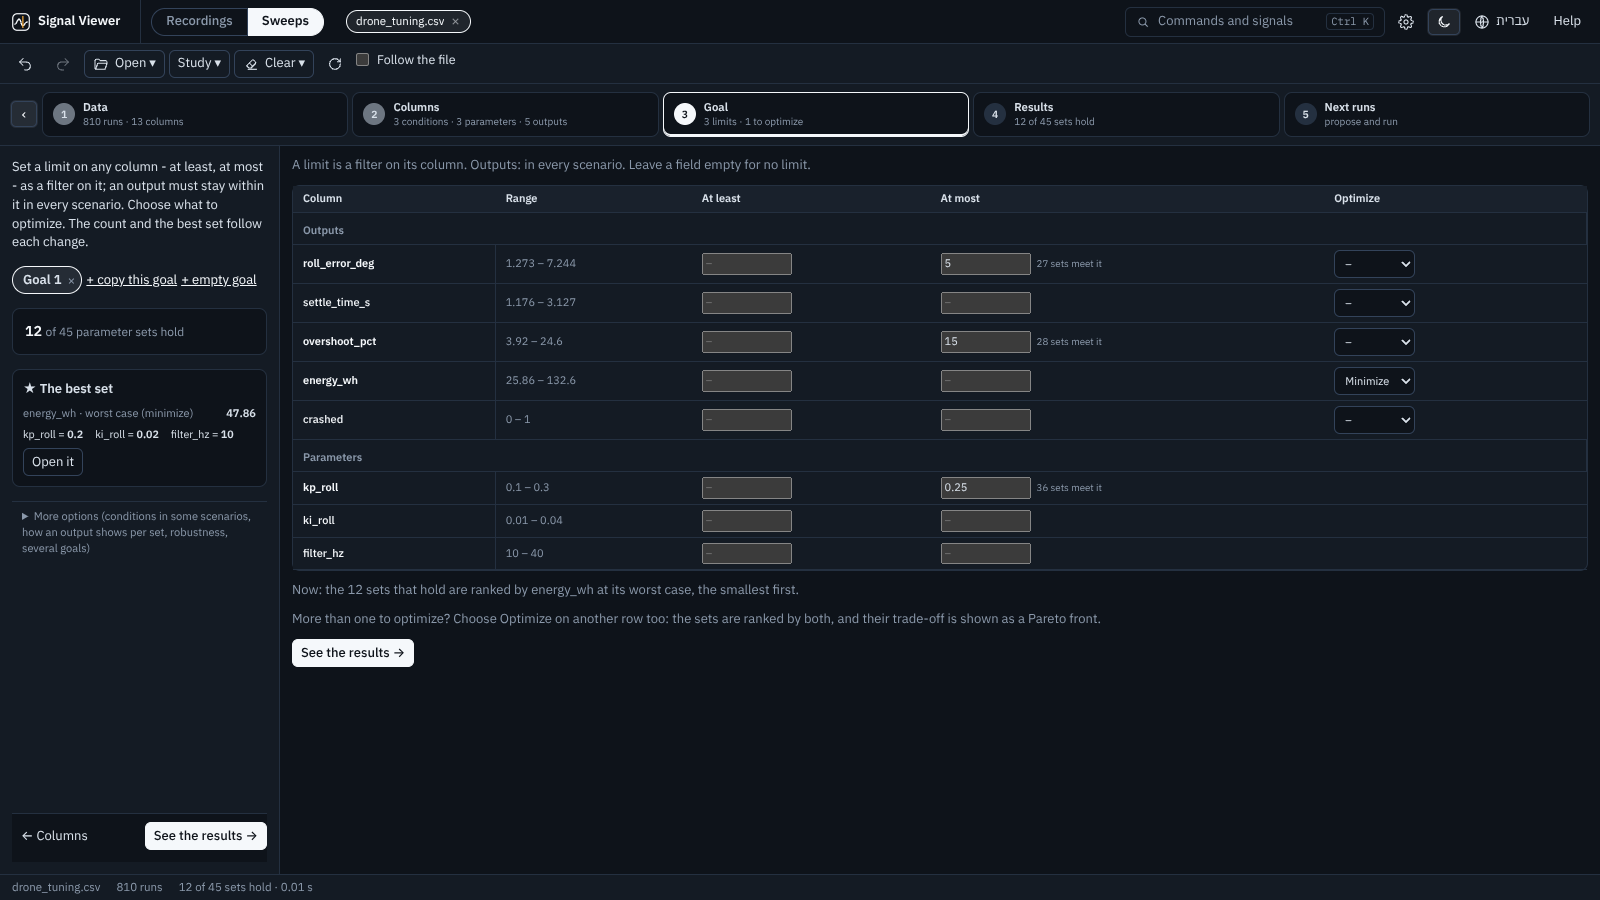 Signal Viewer
Recordings
Sweeps
drone_tuning.csv ×
Commands and signals
Ctrl K
עברית
Help
Open ▾
Study ▾
Clear ▾
Follow the file
‹
1
Data
810 runs · 13 columns
2
Columns
3 conditions · 3 parameters · 5 outputs
3
Goal
3 limits · 1 to optimize
4
Results
12 of 45 sets hold
5
Next runs
propose and run
Set a limit on any column - at least, at most
- as a filter on it; an output must stay within
it in every scenario. Choose what to
optimize. The count and the best set follow
each change.
Goal 1 ×
+ copy this goal
+ empty goal
12 of 45 parameter sets hold
★ The best set
energy_wh · worst case (minimize) 47.86
kp_roll = 0.2 ki_roll = 0.02 filter_hz = 10
Open it
▶ More options (conditions in some scenarios,
how an output shows per set, robustness,
several goals)
← Columns
See the results →
A limit is a filter on its column. Outputs: in every scenario. Leave a field empty for no limit.
Column Range At least At most Optimize
Outputs
roll_error_deg 1.273 – 7.244 – 5 27 sets meet it –
settle_time_s 1.176 – 3.127 – – –
overshoot_pct 3.92 – 24.6 – 15 28 sets meet it –
energy_wh 25.86 – 132.6 – – Minimize
crashed 0 – 1 – – –
Parameters
kp_roll 0.1 – 0.3 – 0.25 36 sets meet it
ki_roll 0.01 – 0.04 – –
filter_hz 10 – 40 – –
Now: the 12 sets that hold are ranked by energy_wh at its worst case, the smallest first.
More than one to optimize? Choose Optimize on another row too: the sets are ranked by both, and their trade-off is shown as a Pareto front.
See the results →
drone_tuning.csv 810 runs 12 of 45 sets hold · 0.01 s